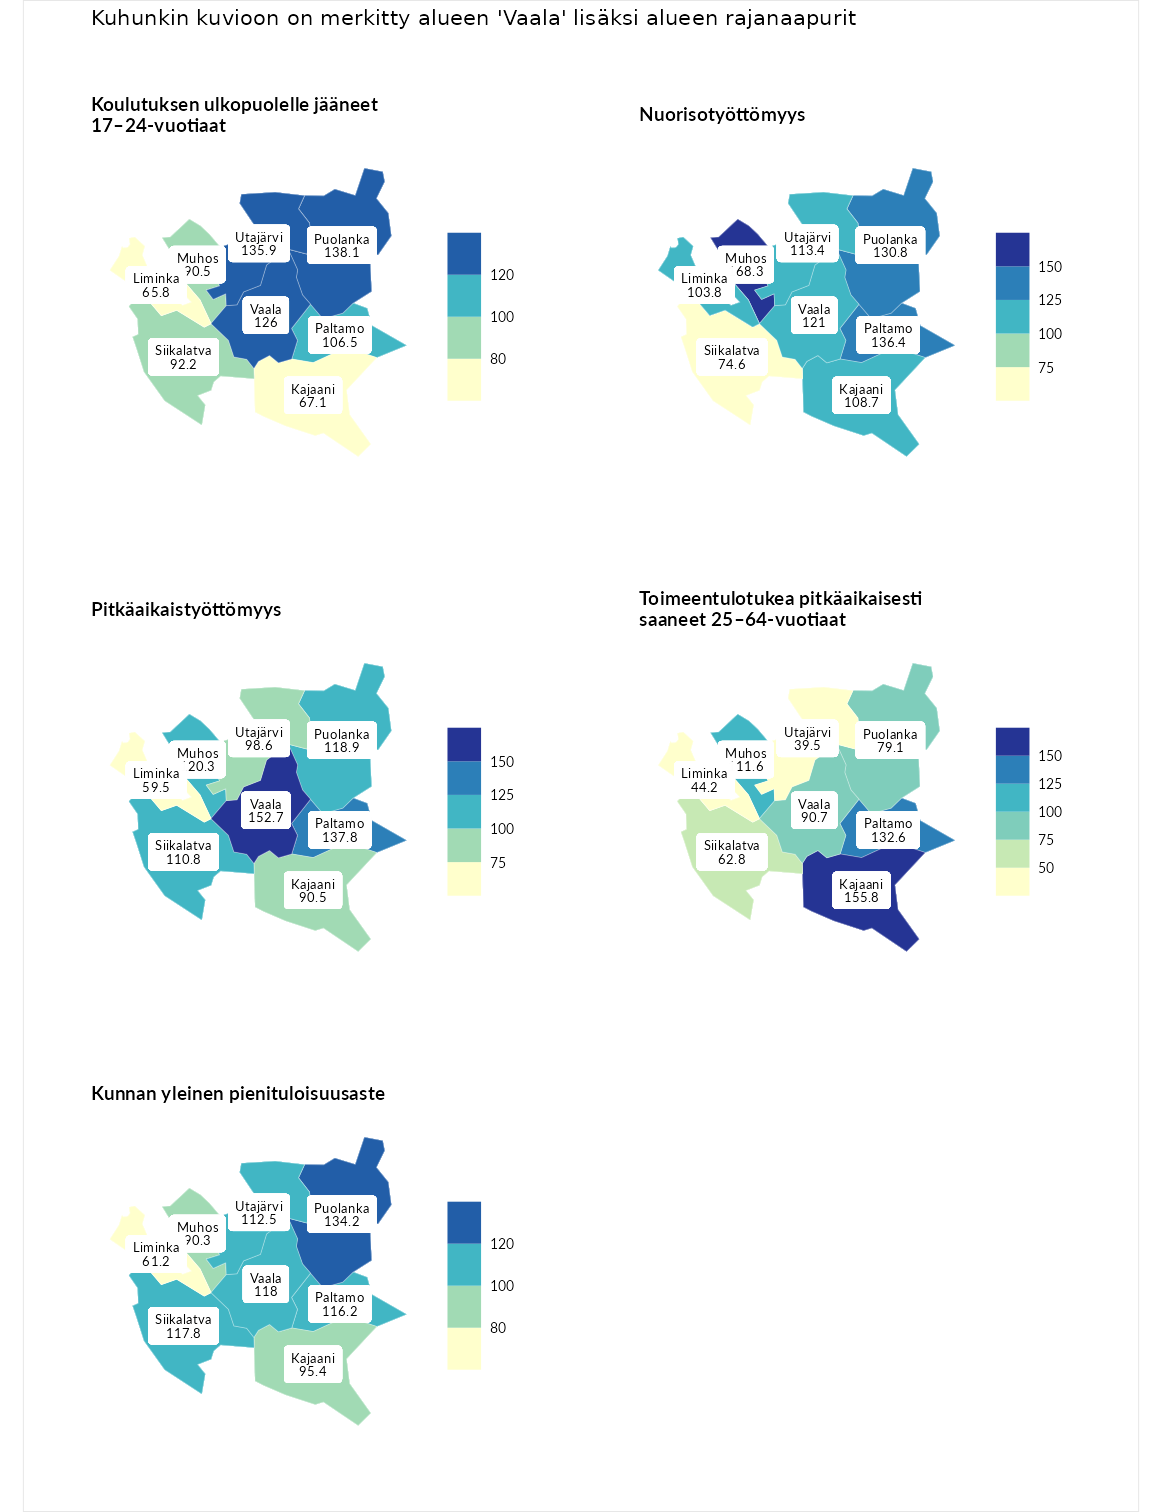 Kuhunkin kuvioon on merkitty alueen 'Vaala' lisäksi alueen rajanaapurit
Koulutuksen ulkopuolelle jääneet
17–24-vuotiaat
Utajärvi
135.9
Puolanka
138.1
Muhos
90.5
Liminka
65.8
Vaala
126
Paltamo
106.5
Siikalatva
92.2
Kajaani
67.1
120
100
80
Nuorisotyöttömyys
Utajärvi
113.4
Puolanka
130.8
Muhos
68.3
Liminka
103.8
Vaala
121
Paltamo
136.4
Siikalatva
74.6
Kajaani
108.7
150
125
100
75
Pitkäaikaistyöttömyys
Utajärvi
98.6
Puolanka
118.9
Muhos
20.3
Liminka
59.5
Vaala
152.7
Paltamo
137.8
Siikalatva
110.8
Kajaani
90.5
150
125
100
75
Toimeentulotukea pitkäaikaisesti
saaneet 25–64-vuotiaat
Utajärvi
39.5
Puolanka
79.1
Muhos
11.6
Liminka
44.2
Vaala
90.7
Paltamo
132.6
Siikalatva
62.8
Kajaani
155.8
150
125
100
75
50
Kunnan yleinen pienituloisuusaste
Utajärvi
112.5
Puolanka
134.2
Muhos
90.3
Liminka
61.2
Vaala
118
Paltamo
116.2
Siikalatva
117.8
Kajaani
95.4
120
100
80